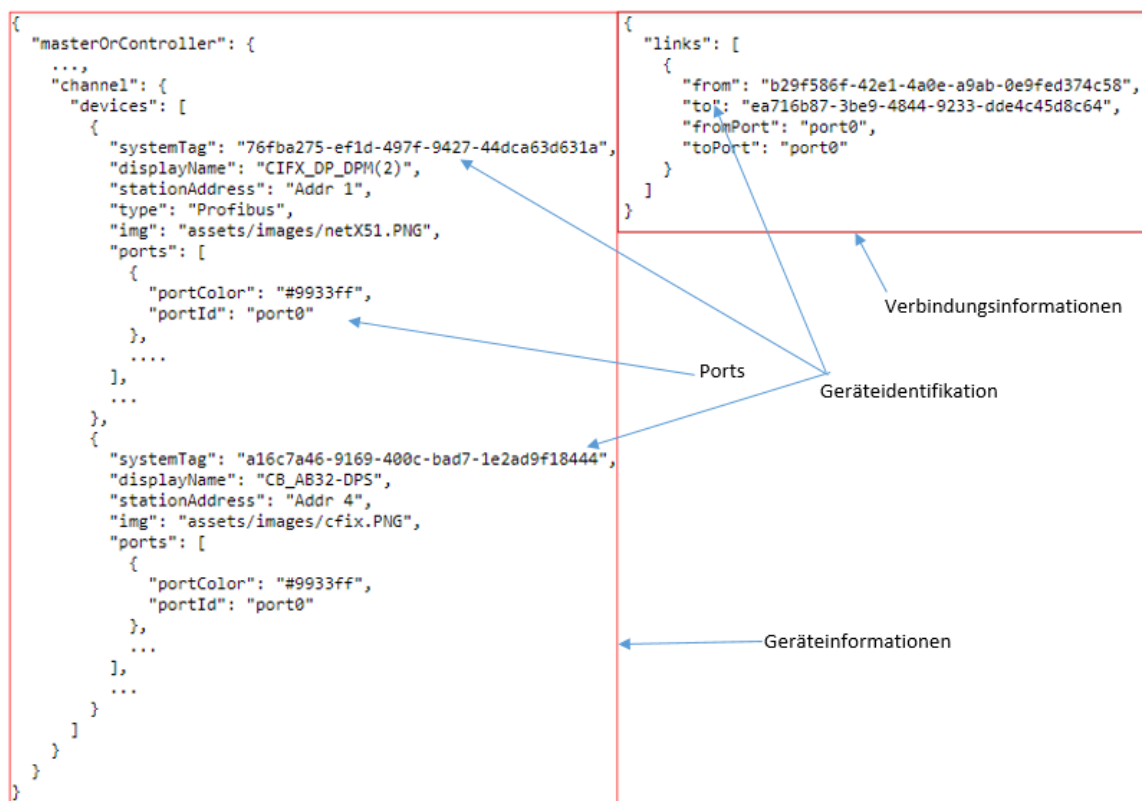 {
  "masterOrController": {
    ...,
    "channel": {
      "devices": [
        {
          "systemTag": "76fba275-ef1d-497f-9427-44dca63d631a",
          "displayName": "CIFX_DP_DPM(2)",
          "stationAddress": "Addr 1",
          "type": "Profibus",
          "img": "assets/images/netX51.PNG",
          "ports": [
            {
              "portColor": "#9933ff",
              "portId": "port0"
            },
            ....
          ],
          ...
        },
        {
          "systemTag": "a16c7a46-9169-400c-bad7-1e2ad9f18444",
          "displayName": "CB_AB32-DPS",
          "stationAddress": "Addr 4",
          "img": "assets/images/cfix.PNG",
          "ports": [
            {
              "portColor": "#9933ff",
              "portId": "port0"
            },
            ...
          ],
          ...
        }
      ]
    }
  }
}
{
  "links": [
    {
      "from": "b29f586f-42e1-4a0e-a9ab-0e9fed374c58",
      "to": "ea716b87-3be9-4844-9233-dde4c45d8c64",
      "fromPort": "port0",
      "toPort": "port0"
    }
  ]
}
Verbindungsinformationen
Ports
Geräteidentifikation
Geräteinformationen